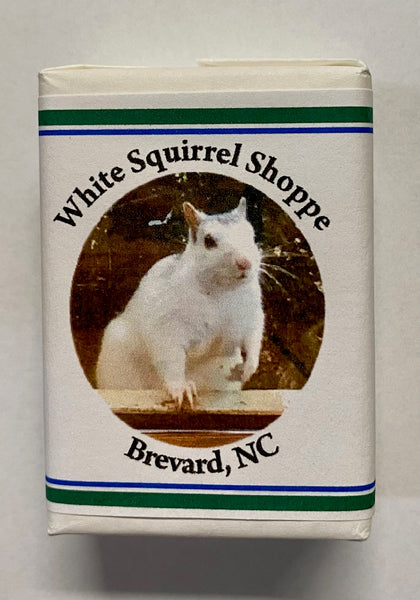 White Squirrel Shoppe
Brevard, NC